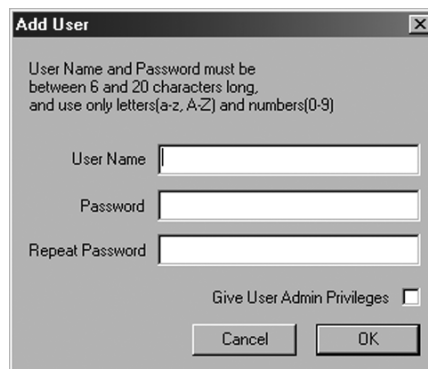 Add User
User Name and Password must be
between 6 and 20 characters long,
and use only letters(a-z, A-Z) and numbers(0-9)
User Name
Password
Repeat Password
Give User Admin Privileges
Cancel OK